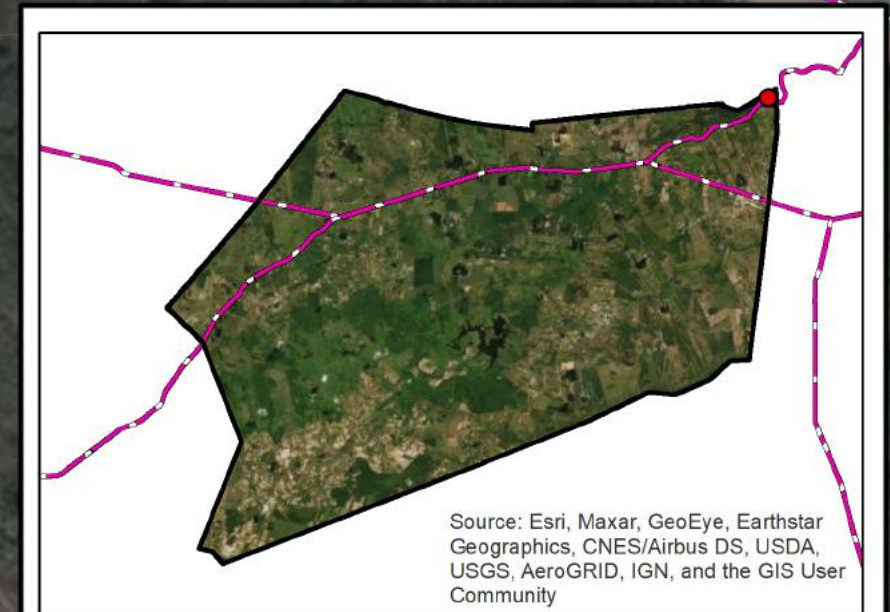 Source: Esri, Maxar, GeoEye, Earthstar
Geographics, CNES/Airbus DS, USDA,
USGS, AeroGRID, IGN, and the GIS User
Community